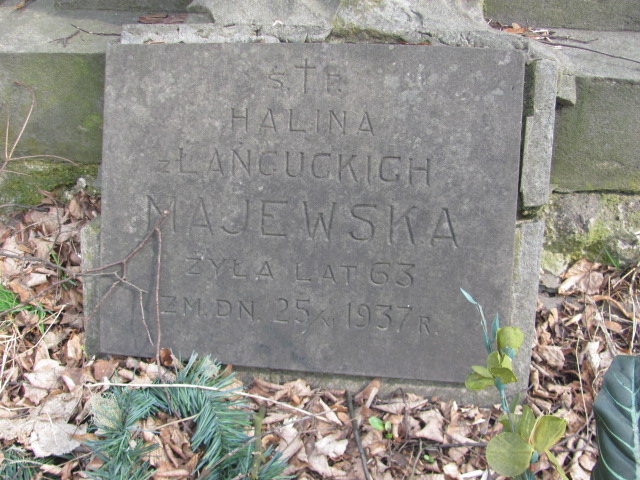 Ś✝P.
HALINA
z ŁAŃCUCKICH
MAJEWSKA
ŻYŁA LAT 63
ZM. DN. 25/X 1937 R.